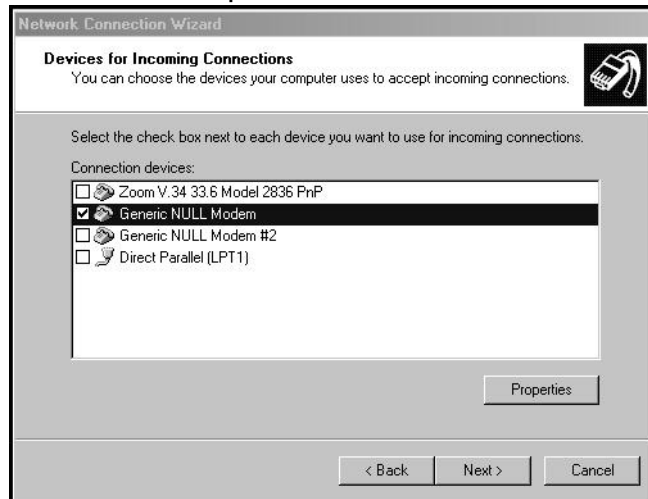 Network Connection Wizard
Devices for Incoming Connections
You can choose the devices your computer uses to accept incoming connections.
Select the check box next to each device you want to use for incoming connections.
Connection devices:
Zoom V.34 33.6 Model 2836 PnP
Generic NULL Modem
Generic NULL Modem #2
Direct Parallel (LPT1)
Properties
< Back Next > Cancel